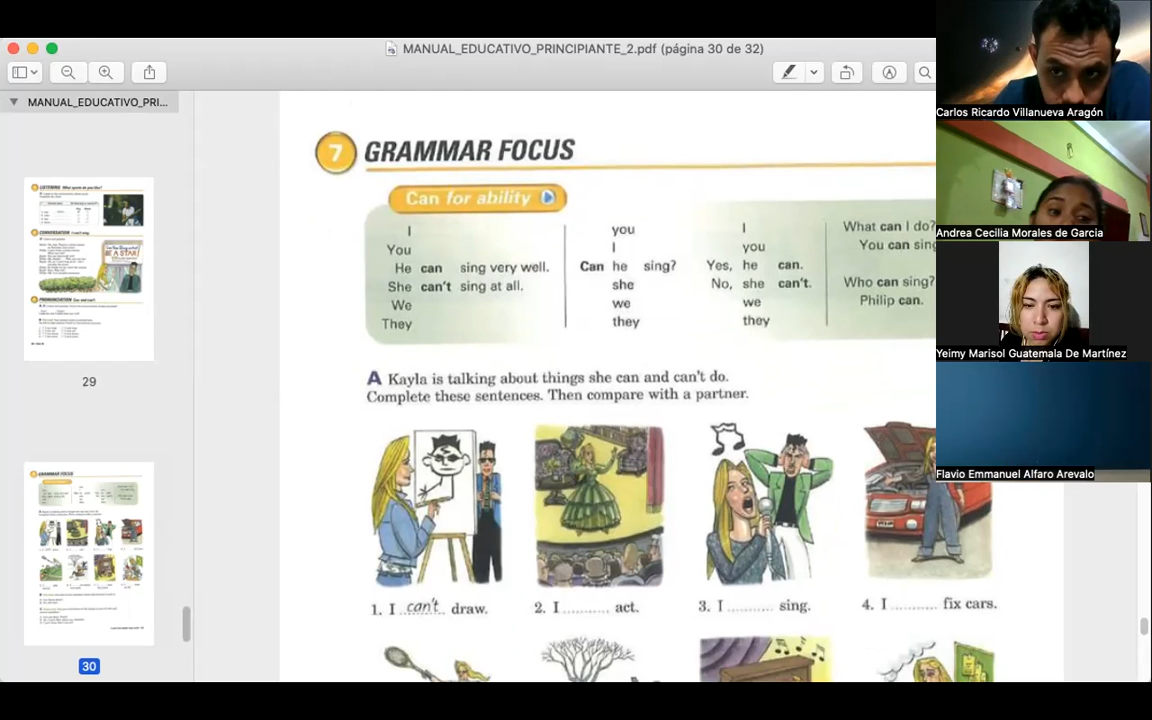 MANUAL_EDUCATIVO_PRINCIPIANTE_2.pdf (página 30 de 32)
MANUAL_EDUCATIVO_PRI...
29
30
7 GRAMMAR FOCUS
Can for ability
I
You
He can sing very well.
She can't sing at all.
We
They
you
I
Can he sing?
she
we
they
I
you
Yes, he can.
No, she can't.
we
they
What can I do?
You can sing
Who can sing?
Philip can.
A Kayla is talking about things she can and can't do.
Complete these sentences. Then compare with a partner.
1. I can't draw.
2. I .......... act.
3. I .......... sing.
4. I .......... fix cars.
Carlos Ricardo Villanueva Aragón
Andrea Cecilia Morales de Garcia
Yeimy Marisol Guatemala De Martínez
Flavio Emmanuel Alfaro Arevalo